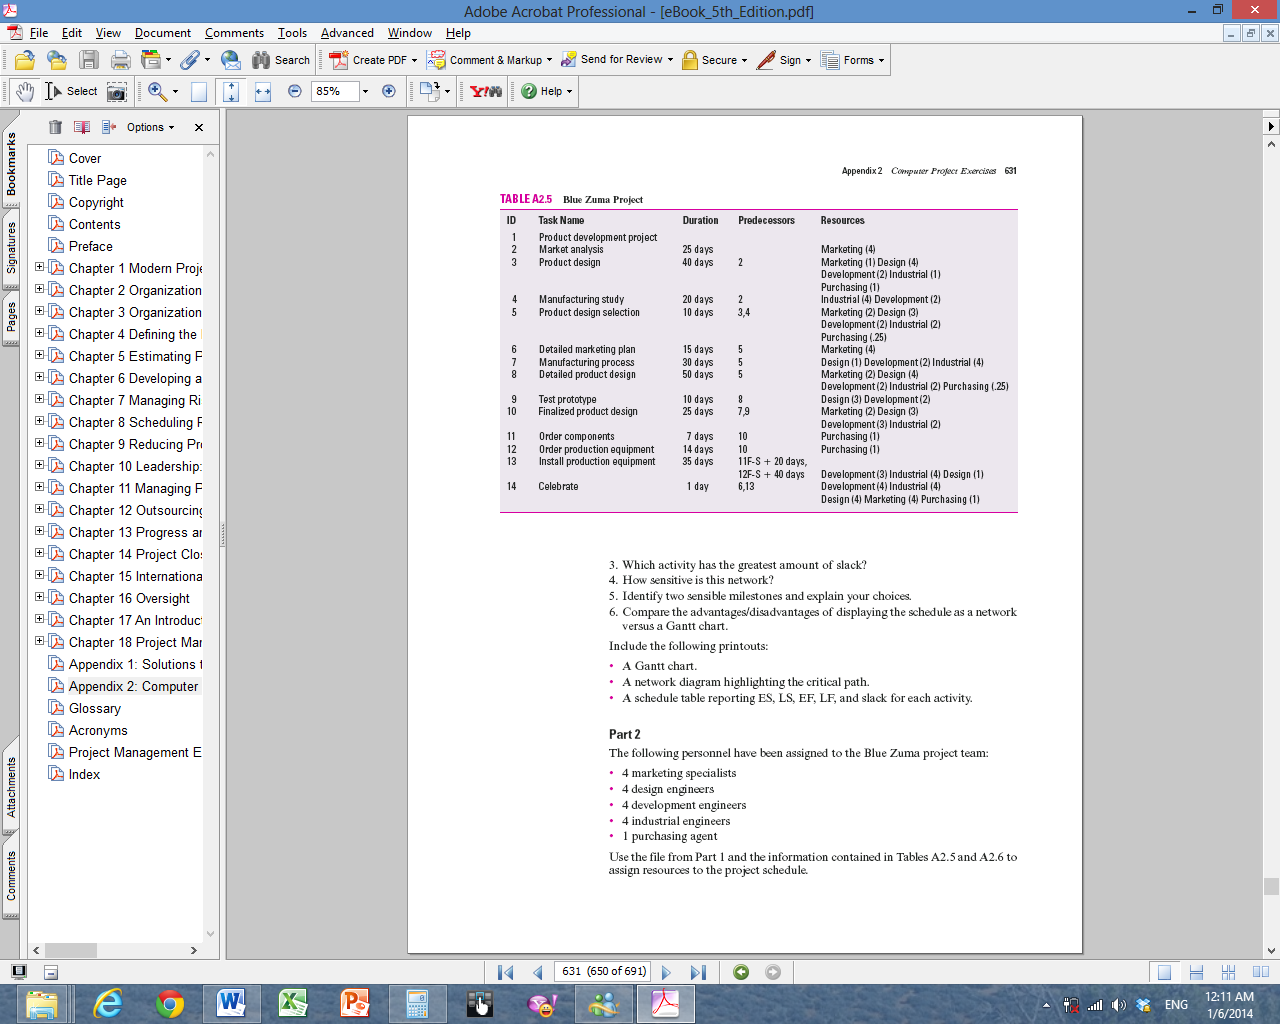 Adobe Acrobat Professional - [eBook_5th_Edition.pdf]
File Edit View Document Comments Tools Advanced Window Help
Search Create PDF Comment & Markup Send for Review Secure Sign Forms
Select 85% Y! Help
Options
Bookmarks
Signatures
Pages
Attachments
Comments
Cover
Title Page
Copyright
Contents
Preface
Chapter 1 Modern Proje
Chapter 2 Organization
Chapter 3 Organization
Chapter 4 Defining the
Chapter 5 Estimating P
Chapter 6 Developing a
Chapter 7 Managing Ri
Chapter 8 Scheduling R
Chapter 9 Reducing Pro
Chapter 10 Leadership:
Chapter 11 Managing P
Chapter 12 Outsourcing
Chapter 13 Progress an
Chapter 14 Project Clos
Chapter 15 Internationa
Chapter 16 Oversight
Chapter 17 An Introduct
Chapter 18 Project Man
Appendix 1: Solutions t
Appendix 2: Computer
Glossary
Acronyms
Project Management E
Index
Appendix 2 Computer Project Exercises 631
TABLE A2.5 Blue Zuma Project
ID Task Name Duration Predecessors Resources
1 Product development project
2 Market analysis 25 days Marketing (4)
3 Product design 40 days 2 Marketing (1) Design (4)
Development (2) Industrial (1)
Purchasing (1)
4 Manufacturing study 20 days 2 Industrial (4) Development (2)
5 Product design selection 10 days 3,4 Marketing (2) Design (3)
Development (2) Industrial (2)
Purchasing (.25)
6 Detailed marketing plan 15 days 5 Marketing (4)
7 Manufacturing process 30 days 5 Design (1) Development (2) Industrial (4)
8 Detailed product design 50 days 5 Marketing (2) Design (4)
Development (2) Industrial (2) Purchasing (.25)
9 Test prototype 10 days 8 Design (3) Development (2)
10 Finalized product design 25 days 7,9 Marketing (2) Design (3)
Development (3) Industrial (2)
11 Order components 7 days 10 Purchasing (1)
12 Order production equipment 14 days 10 Purchasing (1)
13 Install production equipment 35 days 11F-S + 20 days,
12F-S + 40 days Development (3) Industrial (4) Design (1)
14 Celebrate 1 day 6,13 Development (4) Industrial (4)
Design (4) Marketing (4) Purchasing (1)
3. Which activity has the greatest amount of slack?
4. How sensitive is this network?
5. Identify two sensible milestones and explain your choices.
6. Compare the advantages/disadvantages of displaying the schedule as a network
versus a Gantt chart.
Include the following printouts:
• A Gantt chart.
• A network diagram highlighting the critical path.
• A schedule table reporting ES, LS, EF, LF, and slack for each activity.
Part 2
The following personnel have been assigned to the Blue Zuma project team:
• 4 marketing specialists
• 4 design engineers
• 4 development engineers
• 4 industrial engineers
• 1 purchasing agent
Use the file from Part 1 and the information contained in Tables A2.5 and A2.6 to
assign resources to the project schedule.
631 (650 of 691)
ENG 12:11 AM
1/6/2014